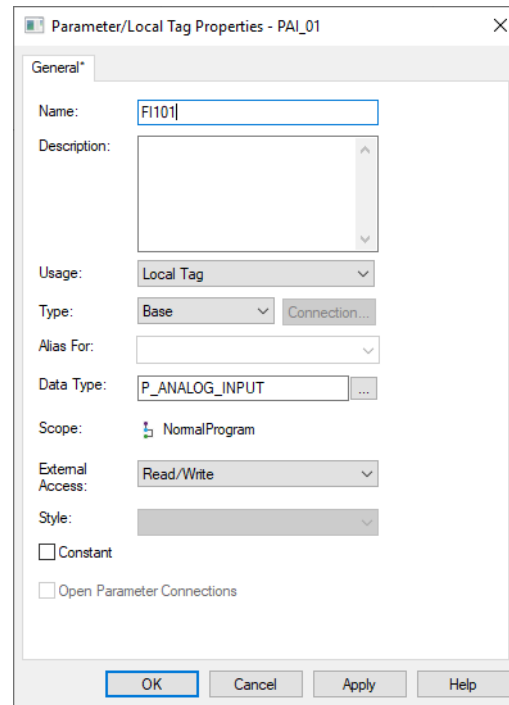 Parameter/Local Tag Properties - PAI_01
General*
Name: FI101
Description:
Usage: Local Tag
Type: Base Connection...
Alias For:
Data Type: P_ANALOG_INPUT ...
Scope: NormalProgram
External Access: Read/Write
Style:
Constant
Open Parameter Connections
OK Cancel Apply Help